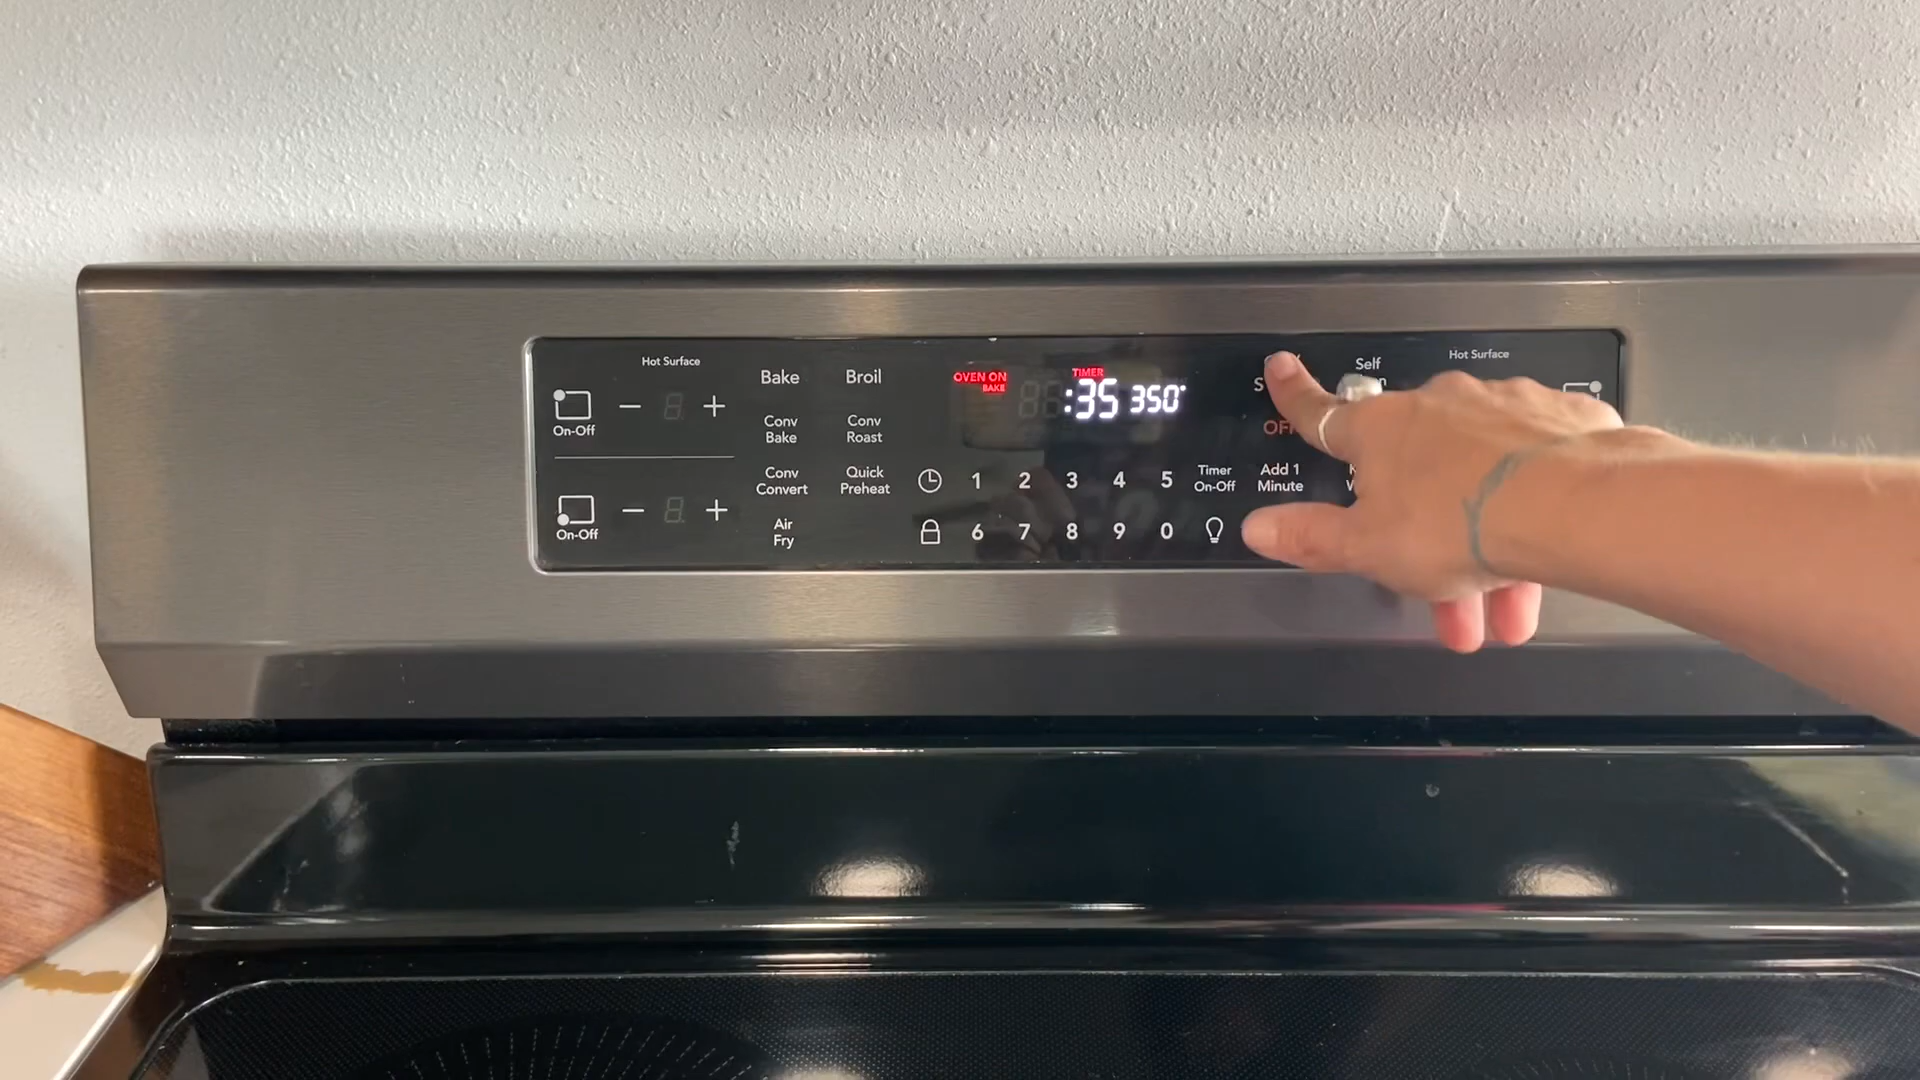 Hot Surface
On-Off
8
Bake
Broil
OVEN ON
BAKE
TIMER
:35 350°
Self
Hot Surface
Conv
Bake
Conv
Roast
Conv
Convert
Quick
Preheat
1 2 3 4 5
Timer
On-Off
Add 1
Minute
On-Off
8
Air
Fry
6 7 8 9 0